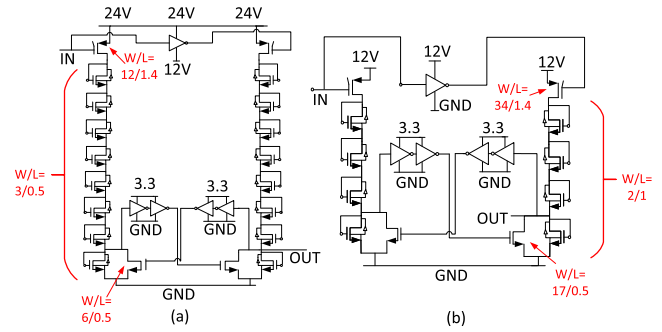 24V 24V 24V
IN
W/L=
12/1.4
12V
W/L=
3/0.5
3.3 3.3
GND GND
OUT
W/L=
6/0.5
GND
(a)
12V 12V 12V
IN
GND
W/L=
34/1.4
3.3 3.3
GND GND
W/L=
2/1
OUT
W/L=
17/0.5
GND
(b)